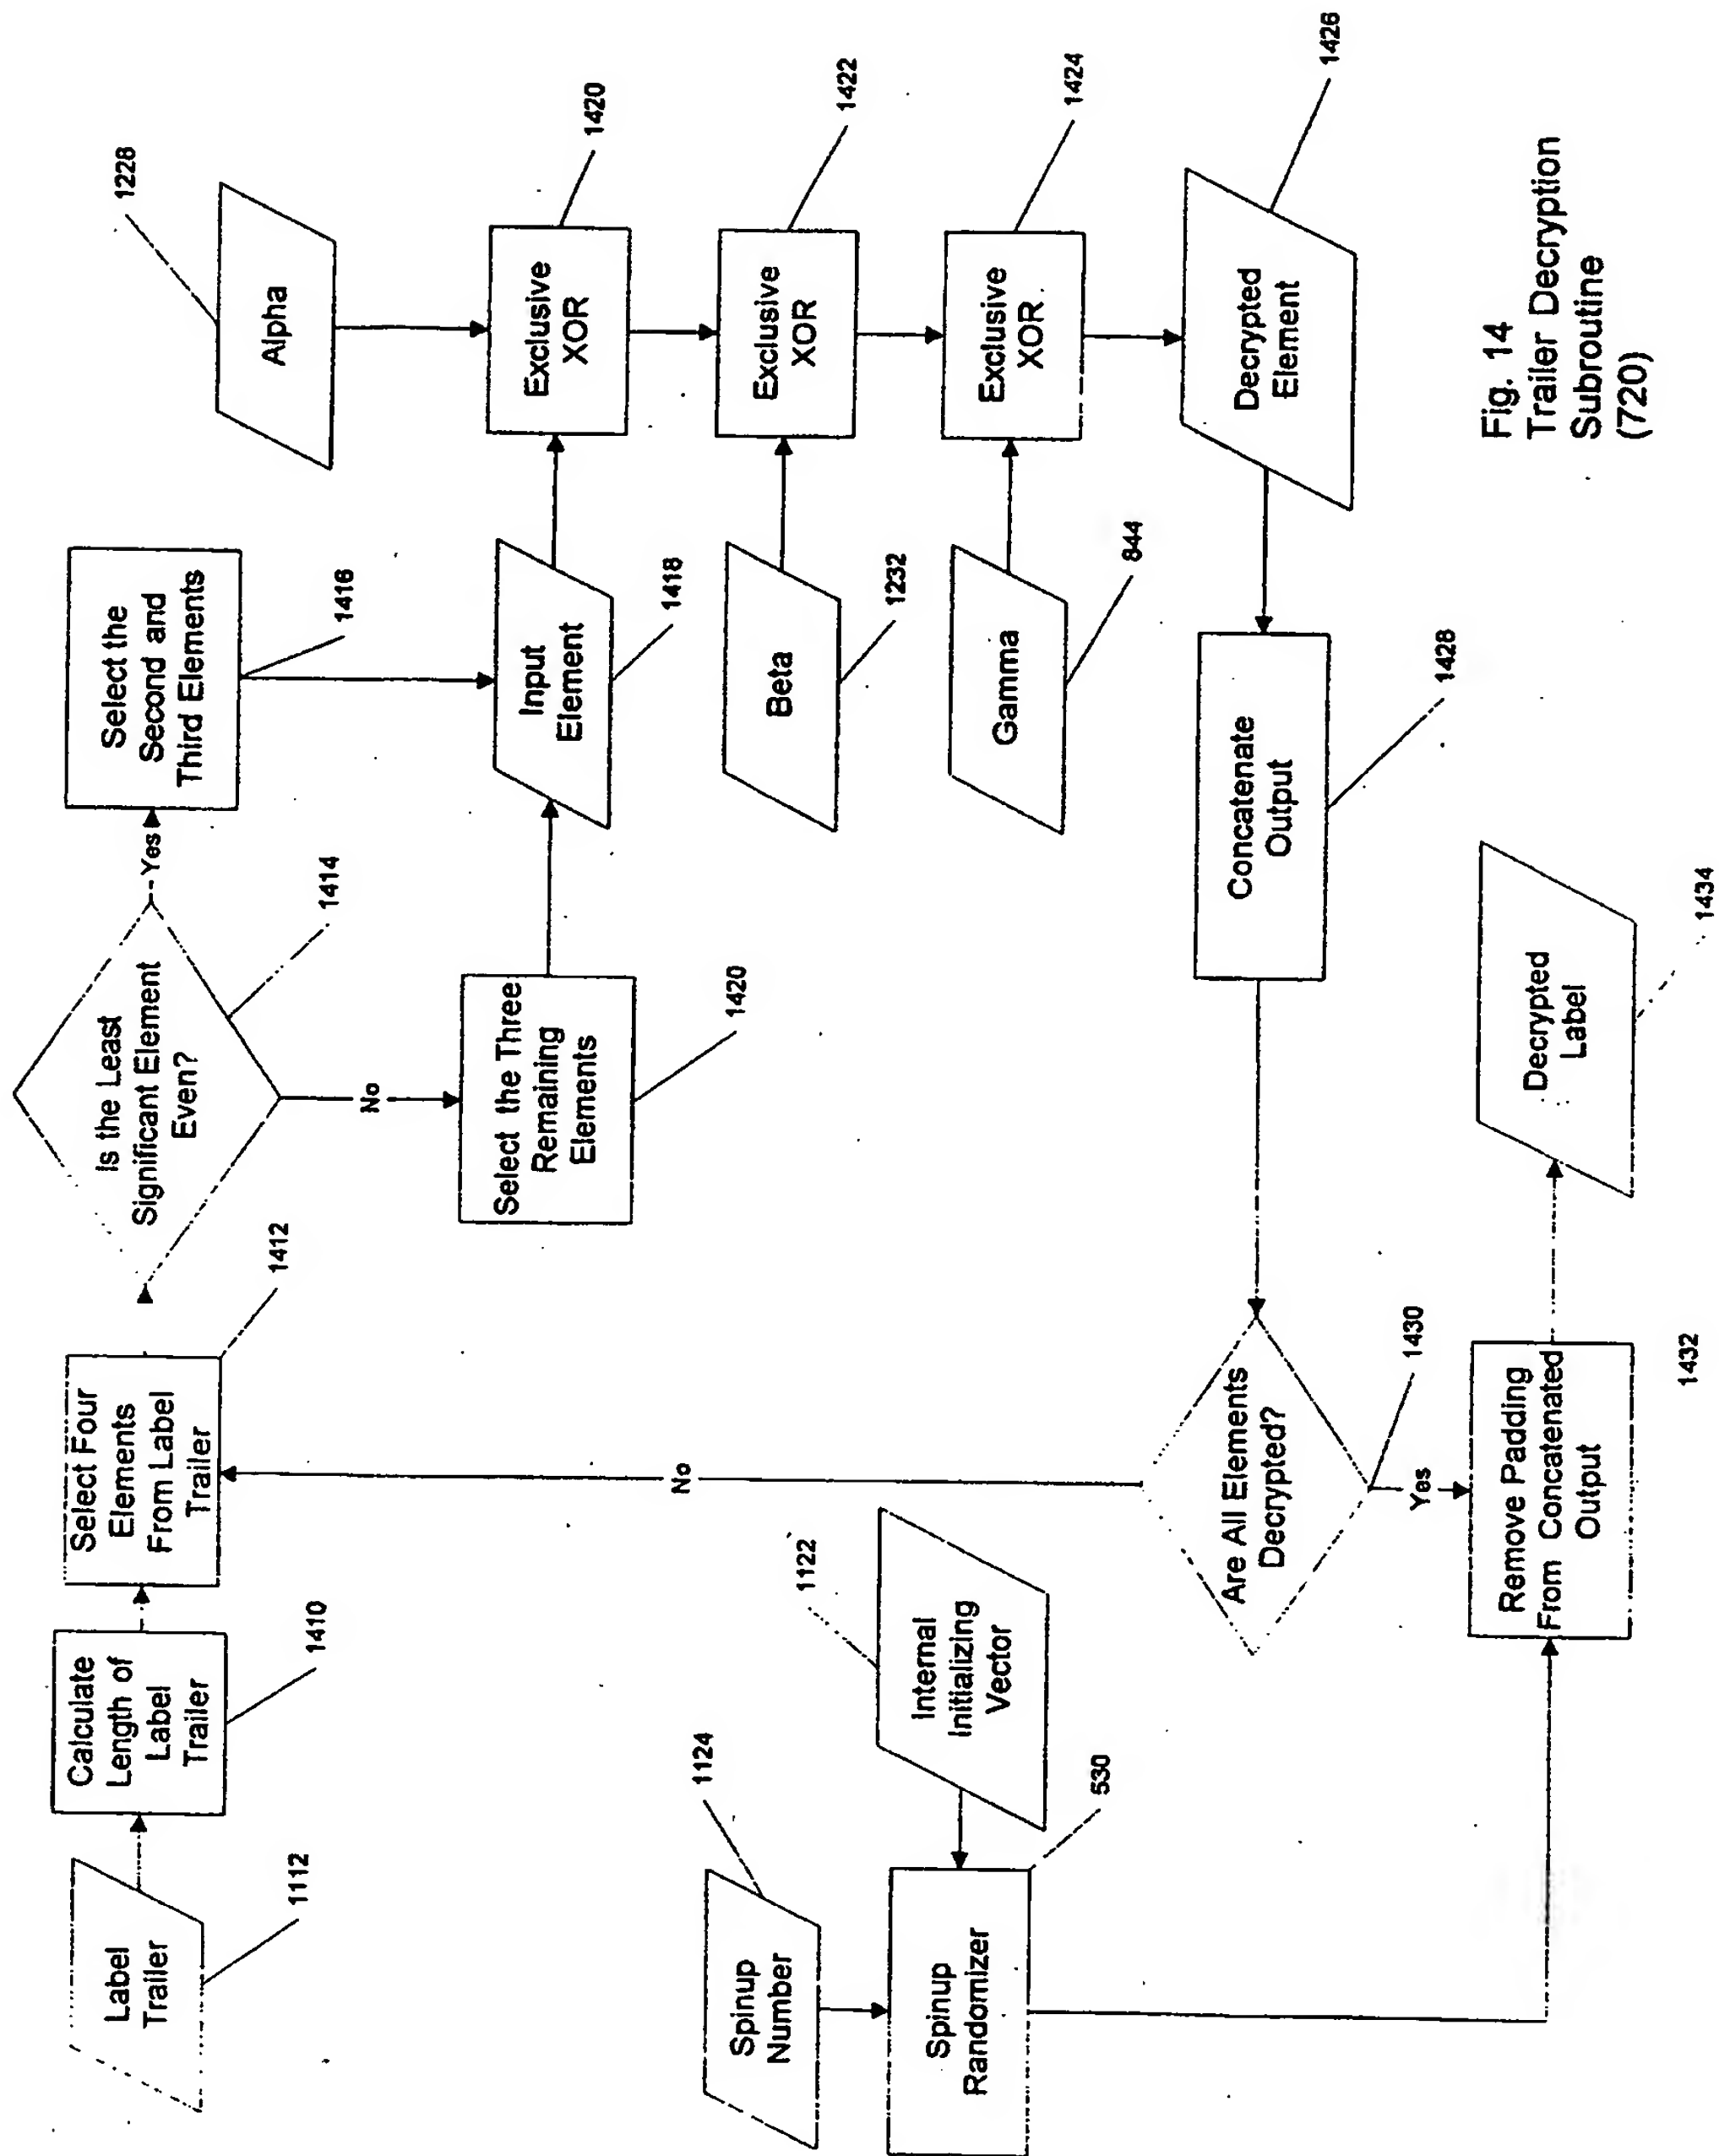 Label
Trailer
1112
Calculate
Length of
Label
Trailer
1410
Select Four
Elements
From Label
Trailer
1412
Is the Least
Significant Element
Even?
1414
Yes
No
Select the
Second and
Third Elements
1416
Select the Three
Remaining
Elements
1420
Input
Element
1418
Alpha
1228
Exclusive
XOR
1420
Beta
1232
Exclusive
XOR
1422
Gamma
844
Exclusive
XOR
1424
Decrypted
Element
1426
Concatenate
Output
1428
Are All Elements
Decrypted?
1430
No
Yes
Spinup
Number
1124
Internal
Initializing
Vector
1122
Spinup
Randomizer
530
Remove Padding
From Concatenated
Output
1432
Decrypted
Label
1434
Fig. 14
Trailer Decryption
Subroutine
(720)